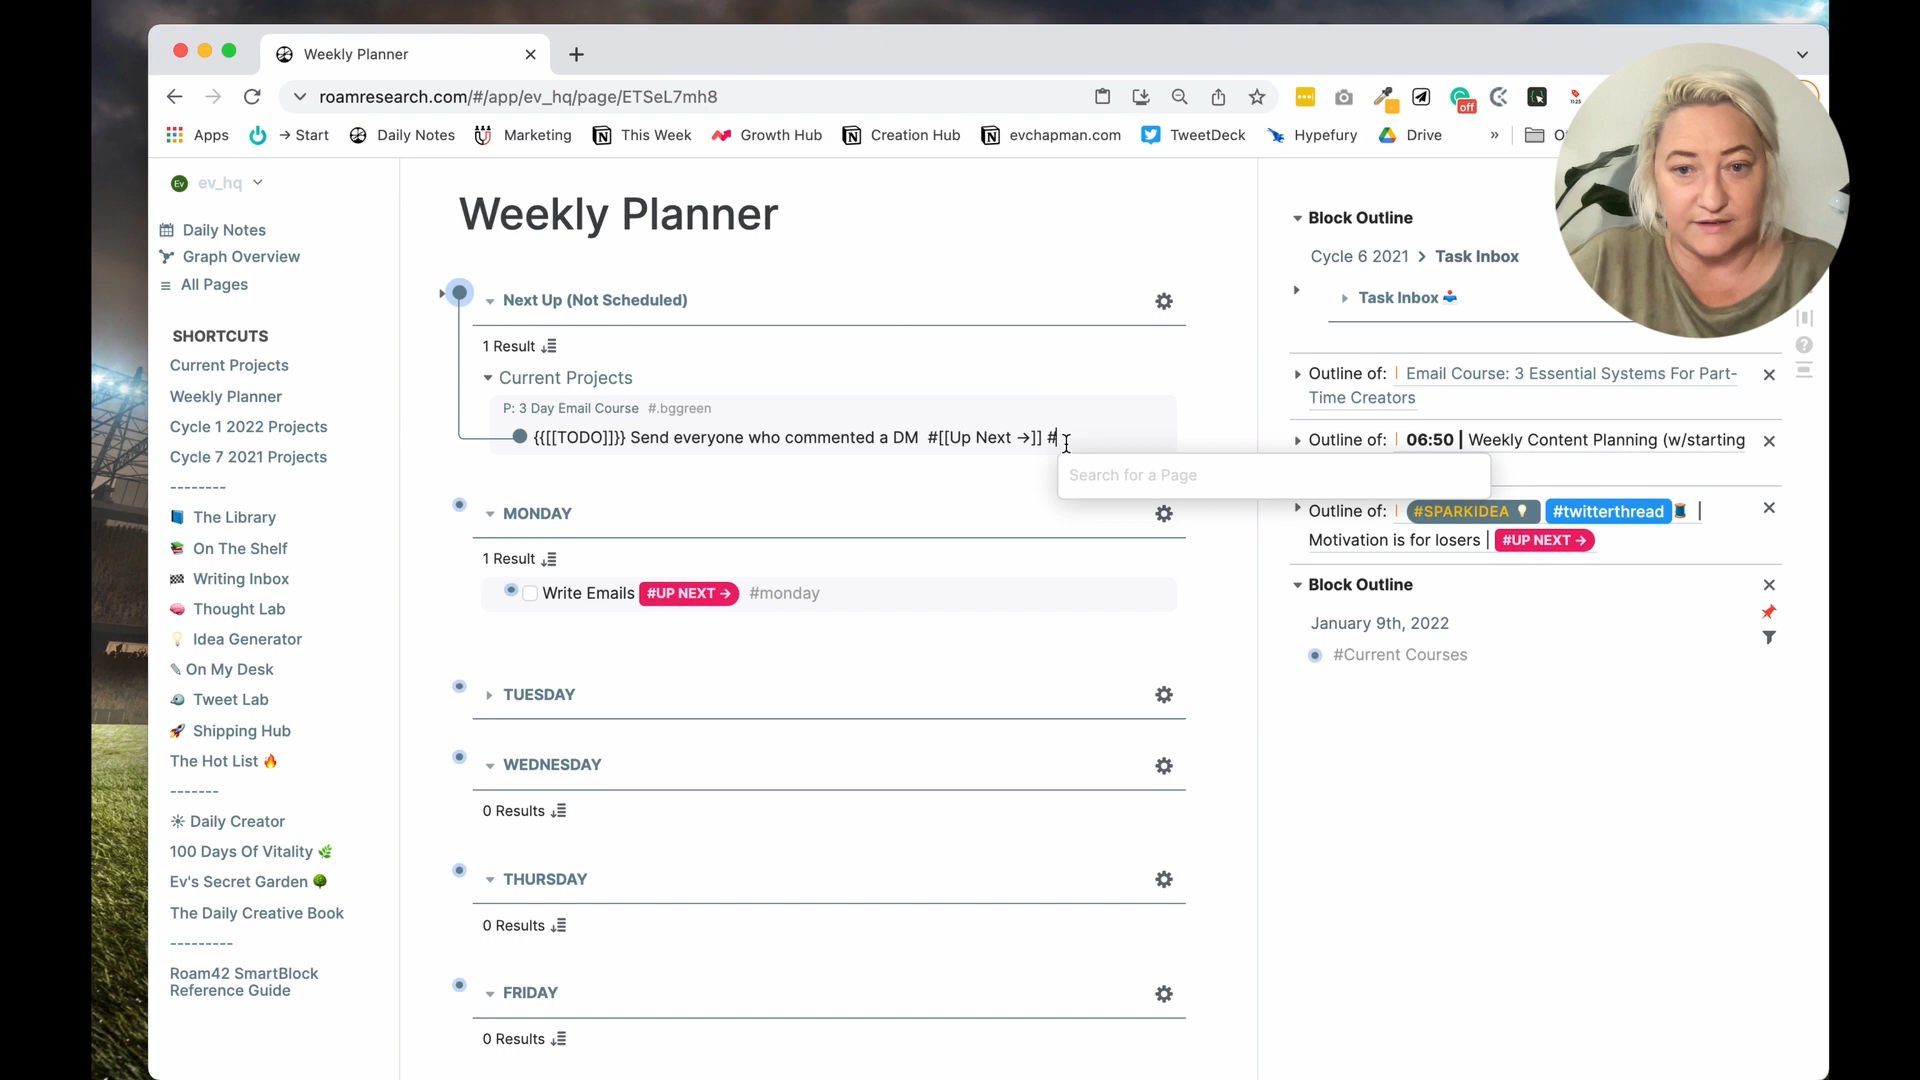 Weekly Planner
roamresearch.com/#/app/ev_hq/page/ETSeL7mh8
off
11:25
Apps
→ Start
Daily Notes
Marketing
This Week
Growth Hub
Creation Hub
evchapman.com
TweetDeck
Hypefury
Drive
»
Ev ev_hq
Daily Notes
Graph Overview
All Pages
SHORTCUTS
Current Projects
Weekly Planner
Cycle 1 2022 Projects
Cycle 7 2021 Projects
--------
📘 The Library
📚 On The Shelf
🏁 Writing Inbox
🧠 Thought Lab
💡 Idea Generator
✎ On My Desk
Tweet Lab
🚀 Shipping Hub
The Hot List 🔥
-------
☀ Daily Creator
100 Days Of Vitality 🌿
Ev's Secret Garden 🌳
The Daily Creative Book
---------
Roam42 SmartBlock
Reference Guide
Weekly Planner
Next Up (Not Scheduled)
1 Result
Current Projects
P: 3 Day Email Course #.bggreen
{{[[TODO]]}} Send everyone who commented a DM  #[[Up Next →]] #
Search for a Page
MONDAY
1 Result
Write Emails #UP NEXT → #monday
TUESDAY
WEDNESDAY
0 Results
THURSDAY
0 Results
FRIDAY
0 Results
Block Outline
Cycle 6 2021 > Task Inbox
Task Inbox 📥
Outline of: | Email Course: 3 Essential Systems For Part-
Time Creators
Outline of: | 06:50 | Weekly Content Planning (w/starting
Outline of: | #SPARKIDEA 💡 #twitterthread 🧵 |
Motivation is for losers | #UP NEXT →
Block Outline
January 9th, 2022
#Current Courses